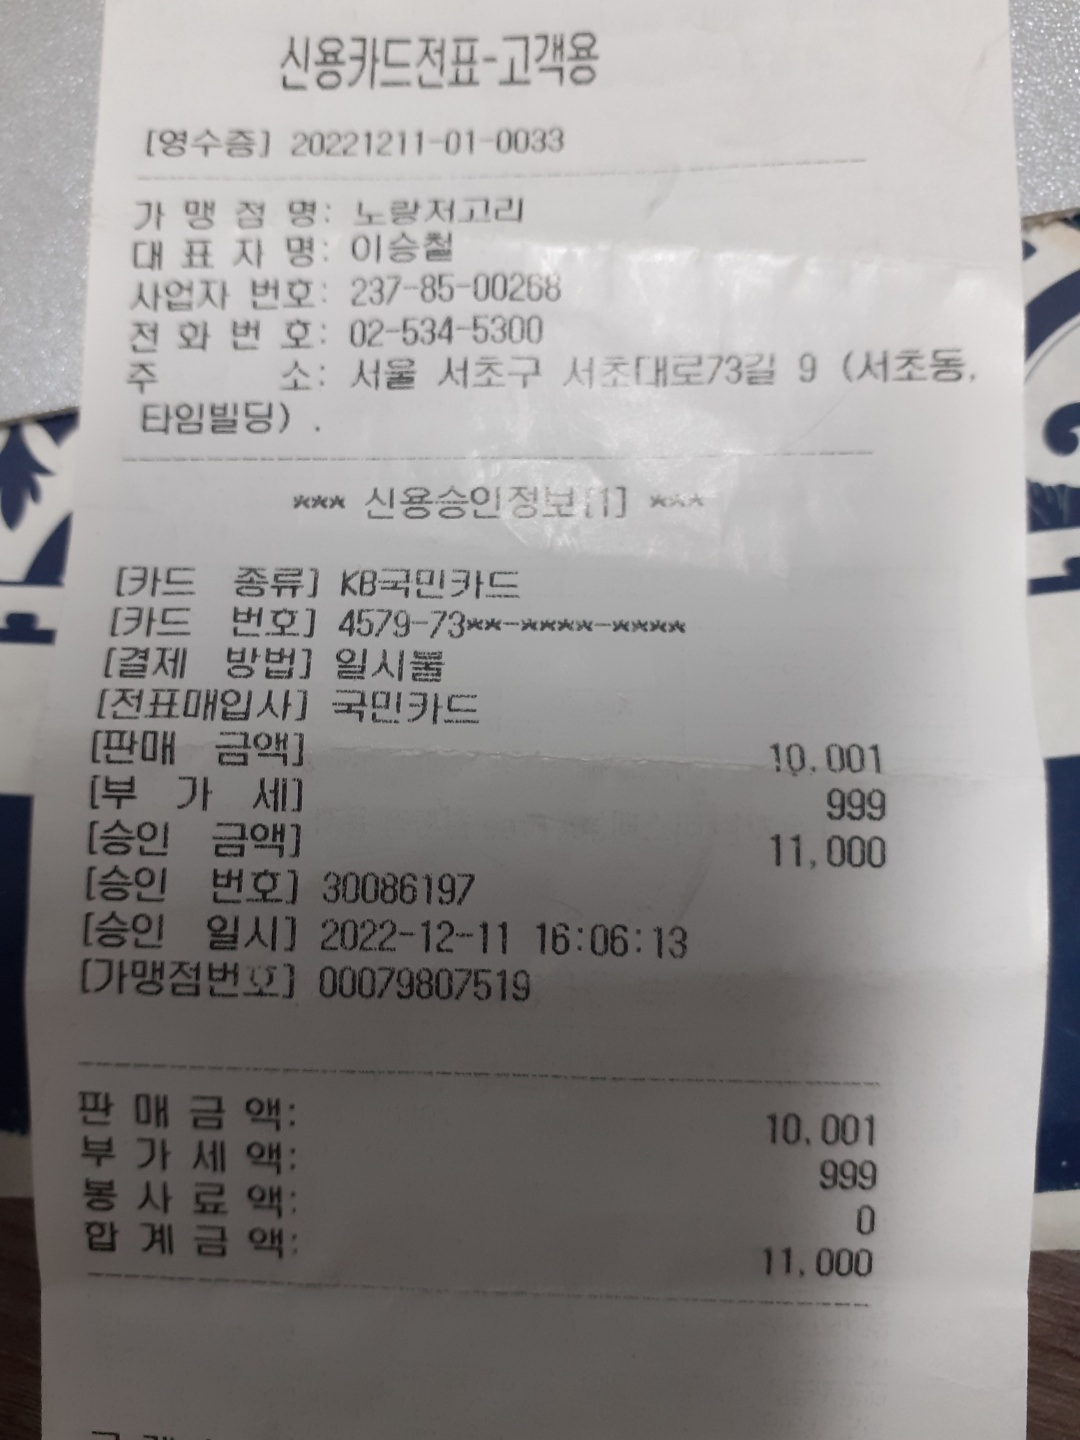 신용카드전표-고객용
[영수증] 20221211-01-0033
가 맹 점 명: 노랑저고리
대 표 자 명: 이승철
사업자 번호: 237-85-00268
전 화 번 호: 02-534-5300
주 소: 서울 서초구 서초대로73길 9 (서초동,
타임빌딩) .
*** 신용승인정보[1] ***
[카드 종류] KB국민카드
[카드 번호] 4579-73**-****-****
[결제 방법] 일시불
[전표매입사] 국민카드
[판매 금액] 10,001
[부 가 세] 999
[승인 금액] 11,000
[승인 번호] 30086197
[승인 일시] 2022-12-11 16:06:13
[가맹점번호] 00079807519
판 매 금 액: 10,001
부 가 세 액: 999
봉 사 료 액: 0
합 계 금 액: 11,000